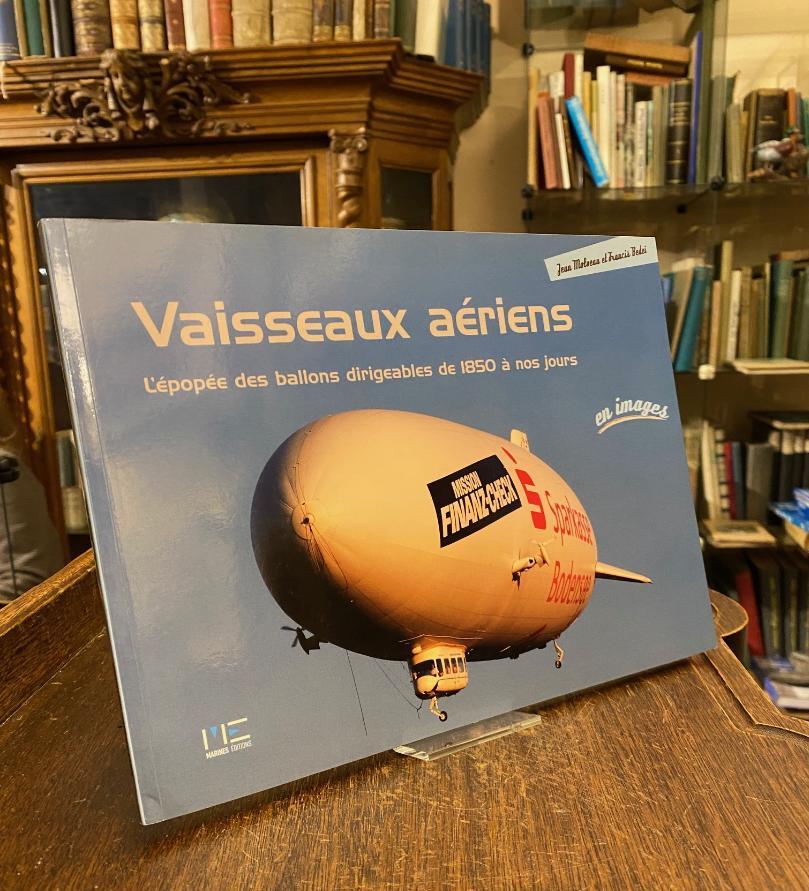 Jean Molveau et Francis Bedei
Vaisseaux aériens
L'épopée des ballons dirigeables de 1850 à nos jours
en images
MISSION
FINANZ-CHECK
Sparkasse
Bodensee
ME
MARINES ÉDITIONS